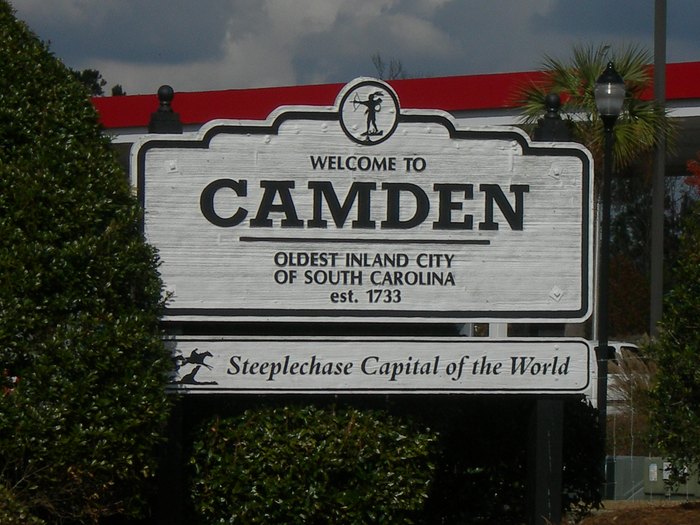 WELCOME TO
CAMDEN
OLDEST INLAND CITY
OF SOUTH CAROLINA
est. 1733
Steeplechase Capital of the World